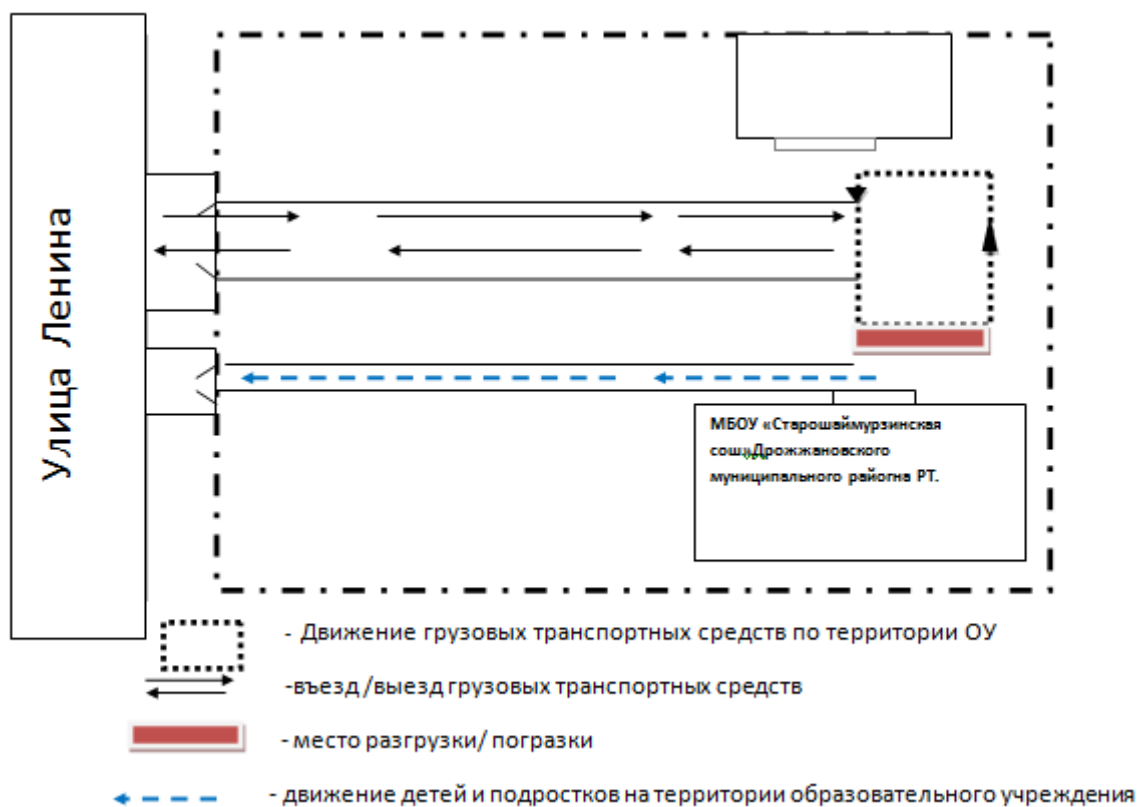 Улица Ленина
МБОУ «Старошаймурзинская
сош»Дрожжановского
муниципального райогна РТ.
- Движение грузовых транспортных средств по территории ОУ
-въезд /выезд грузовых транспортных средств
- место разгрузки/ погразки
- движение детей и подростков на территории образовательного учреждения